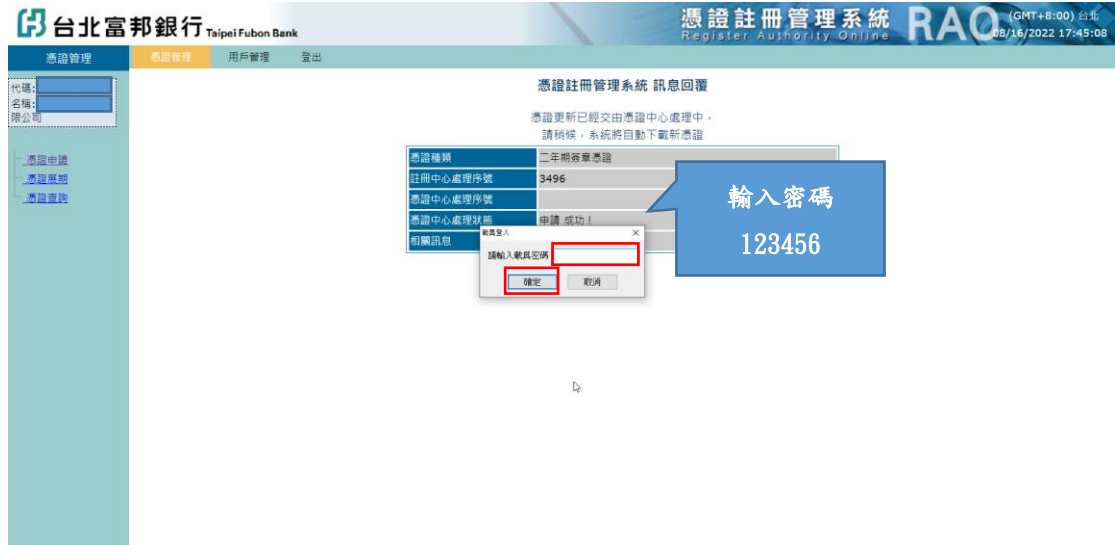 台北富邦銀行 Taipei Fubon Bank
憑證註冊管理系統 RAO
Register Authority Online
(GMT+8:00) 台北
08/16/2022 17:45:08
憑證管理
憑證管理 用戶管理 登出
代碼:
名稱:
限公司
憑證申請
憑證展期
憑證查詢
憑證註冊管理系統 訊息回覆
憑證更新已經交由憑證中心處理中,
請稍候,系統將自動下載新憑證
憑證種類 二年期簽章憑證
註冊中心處理序號 3496
憑證中心處理序號
憑證中心處理狀態 申請 成功!
相關訊息
載具登入
請輸入載具密碼
確定 取消
輸入密碼
123456